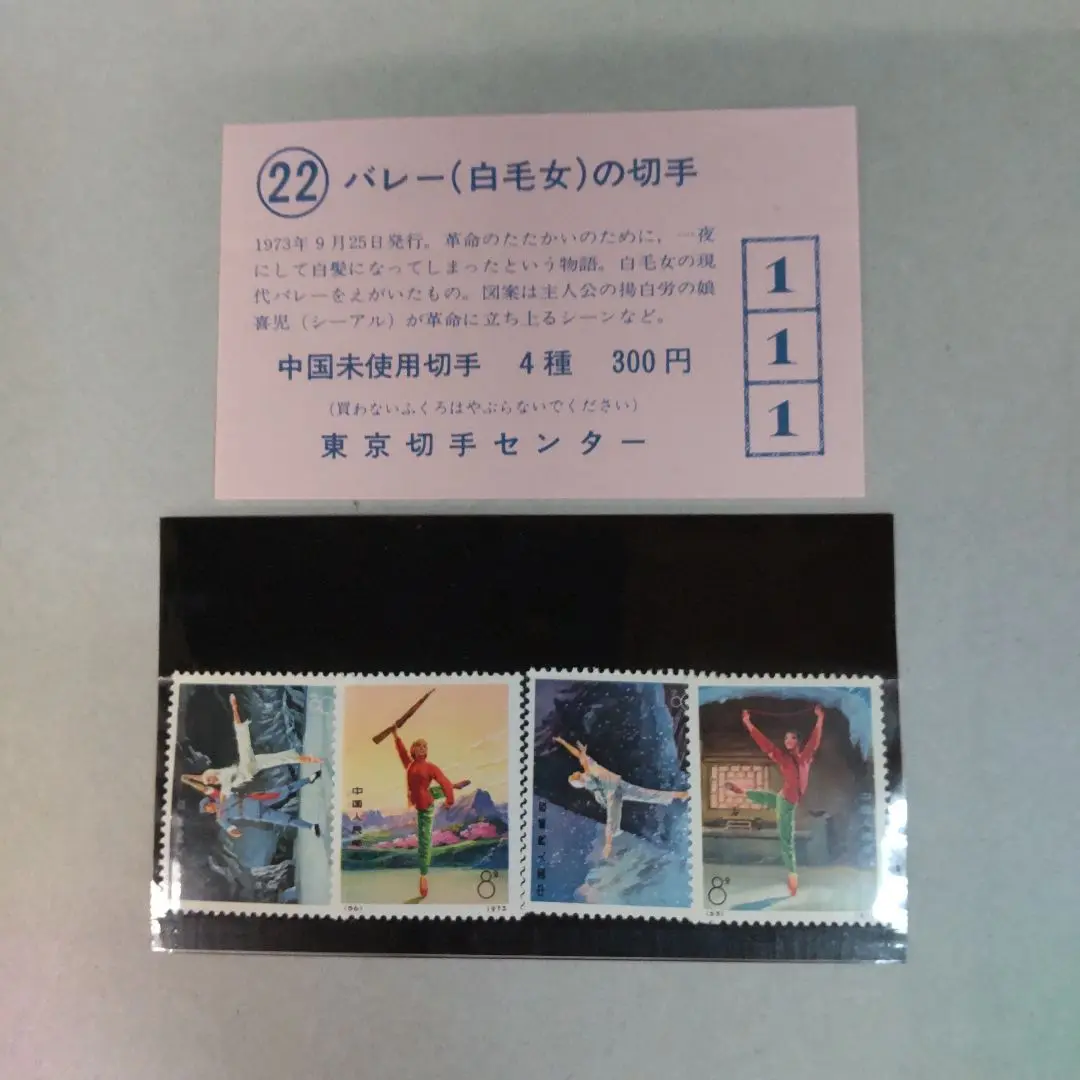 22 バレー(白毛女)の切手
1973年9月25日発行。革命のたたかいのために、一夜
にして白髪になってしまったという物語。白毛女の現
代バレーをえがいたもの。図案は主人公の揚白労の娘
喜児(シーアル)が革命に立ち上るシーンなど。
中国未使用切手 4種 300円
(買わないふくろはやぶらないでください)
東京切手センター
1
1
1
中国人民
8
(56)
1973
8